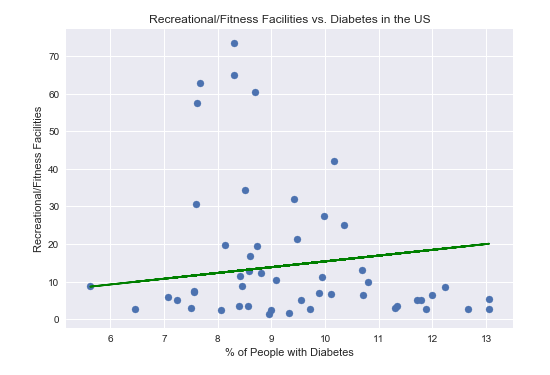 Recreational/Fitness Facilities vs. Diabetes in the US
Recreational/Fitness Facilities
70
60
50
40
30
20
10
0
6 7 8 9 10 11 12 13
% of People with Diabetes